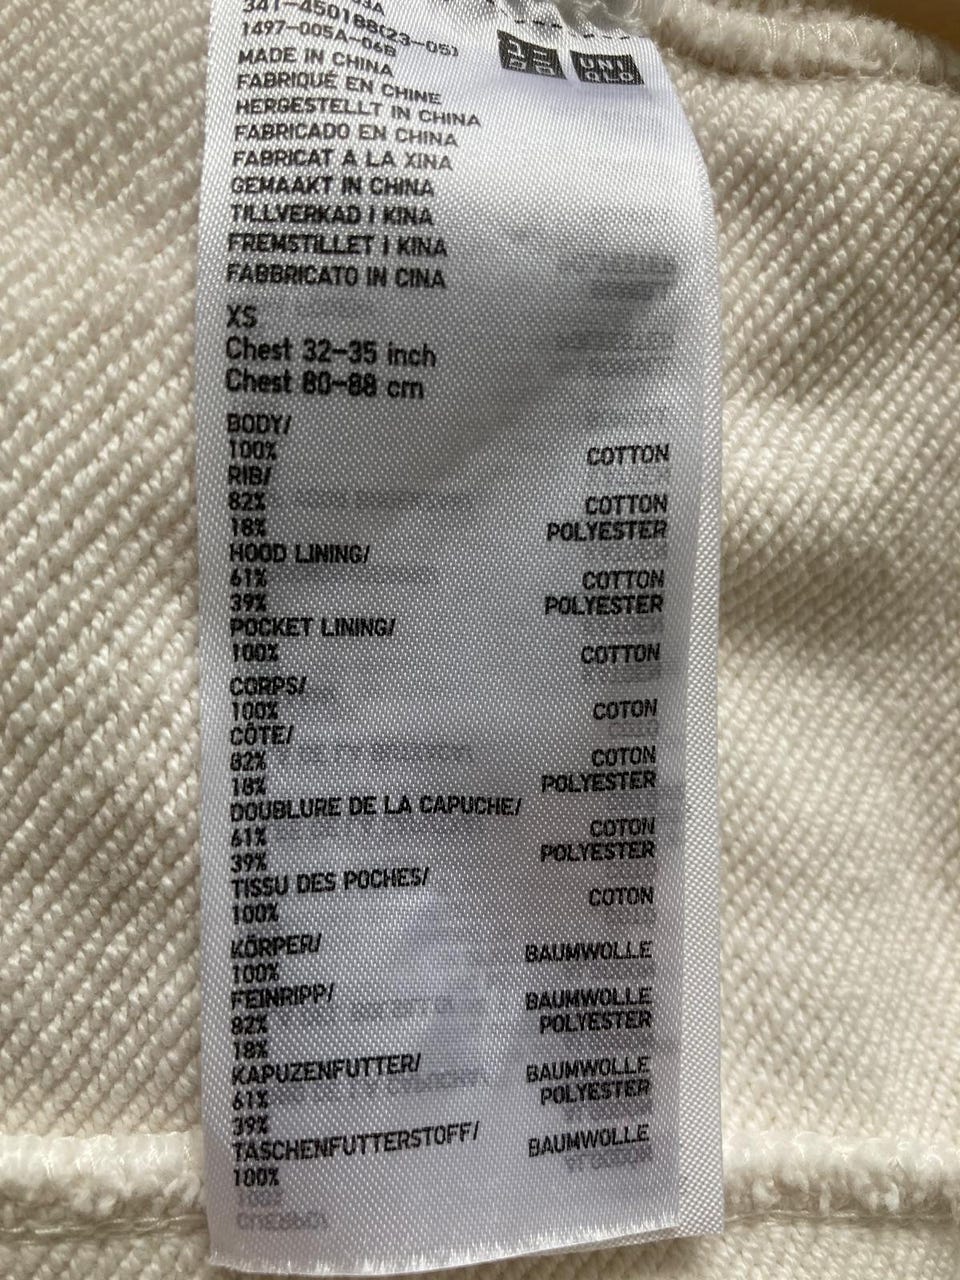 341-450188(23-05)
1497-005A-06B
UNI
QLO
MADE IN CHINA
FABRIQUÉ EN CHINE
HERGESTELLT IN CHINA
FABRICADO EN CHINA
FABRICAT A LA XINA
GEMAAKT IN CHINA
TILLVERKAD I KINA
FREMSTILLET I KINA
FABBRICATO IN CINA
XS
Chest 32-35 inch
Chest 80-88 cm
BODY/
100% COTTON
RIB/
82% COTTON
18% POLYESTER
HOOD LINING/
61% COTTON
39% POLYESTER
POCKET LINING/
100% COTTON
CORPS/
100% COTON
CÔTE/
82% COTON
18% POLYESTER
DOUBLURE DE LA CAPUCHE/
61% COTON
39% POLYESTER
TISSU DES POCHES/
100% COTON
KÖRPER/
100% BAUMWOLLE
FEINRIPP/
82% BAUMWOLLE
18% POLYESTER
KAPUZENFUTTER/
61% BAUMWOLLE
39% POLYESTER
TASCHENFUTTERSTOFF/
100% BAUMWOLLE